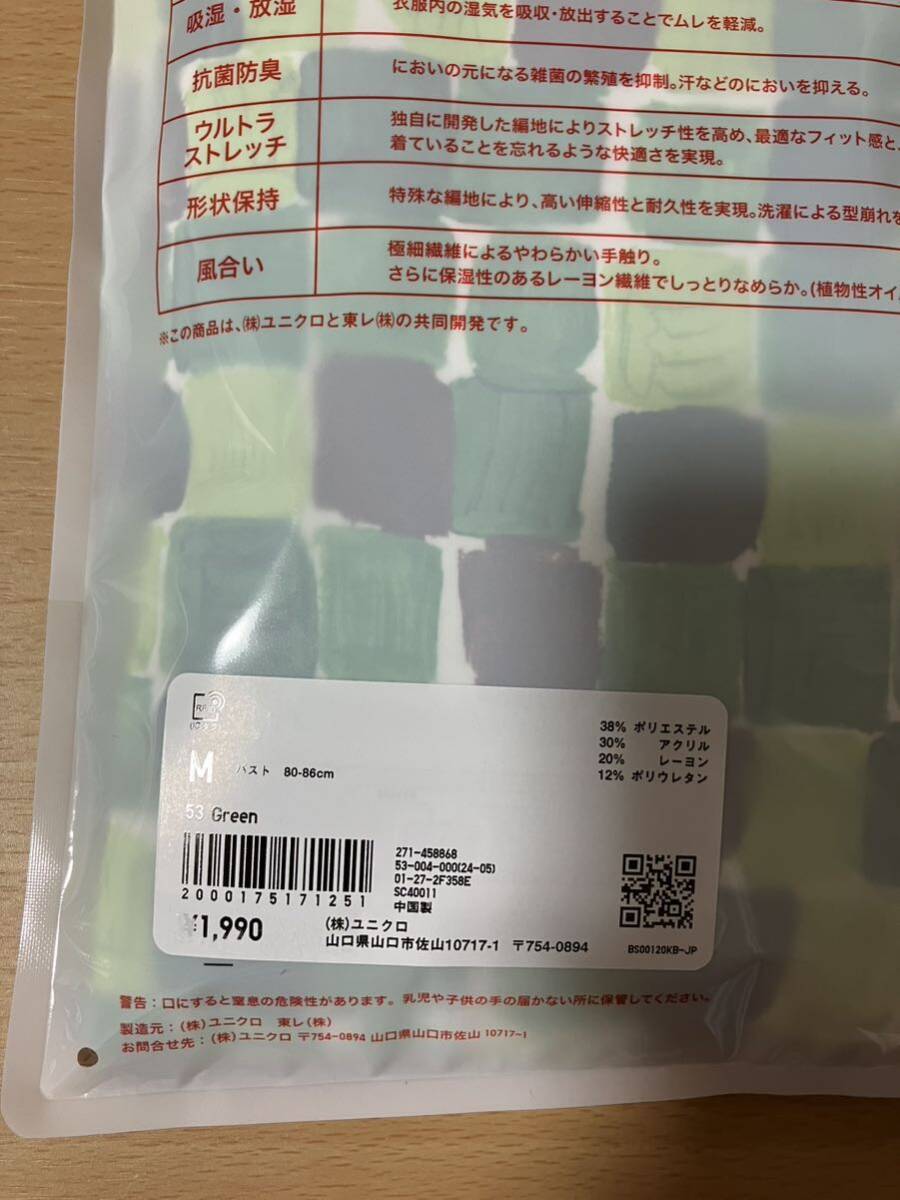 吸湿・放湿
衣服内の湿気を吸収・放出することでムレを軽減。
抗菌防臭
においの元になる雑菌の繁殖を抑制。汗などのにおいを抑える。
ウルトラ
ストレッチ
独自に開発した編地によりストレッチ性を高め、最適なフィット感と、
着ていることを忘れるような快適さを実現。
形状保持
特殊な編地により、高い伸縮性と耐久性を実現。洗濯による型崩れを
風合い
極細繊維によるやわらかい手触り。
さらに保湿性のあるレーヨン繊維でしっとりなめらか。(植物性オイ
※この商品は、㈱ユニクロと東レ㈱の共同開発です。
M バスト 80-86cm
53 Green
38% ポリエステル
30% アクリル
20% レーヨン
12% ポリウレタン
271-458868
53-004-000(24-05)
01-27-2F358E
SC40011
中国製
2000175171251
¥1,990
(株)ユニクロ
山口県山口市佐山10717-1 〒754-0894
BS00120KB-JP
警告：口にすると窒息の危険性があります。乳児や子供の手の届かない所に保管してください。
製造元：(株)ユニクロ 東レ(株)
お問合せ先：(株)ユニクロ 〒754-0894 山口県山口市佐山 10717-1